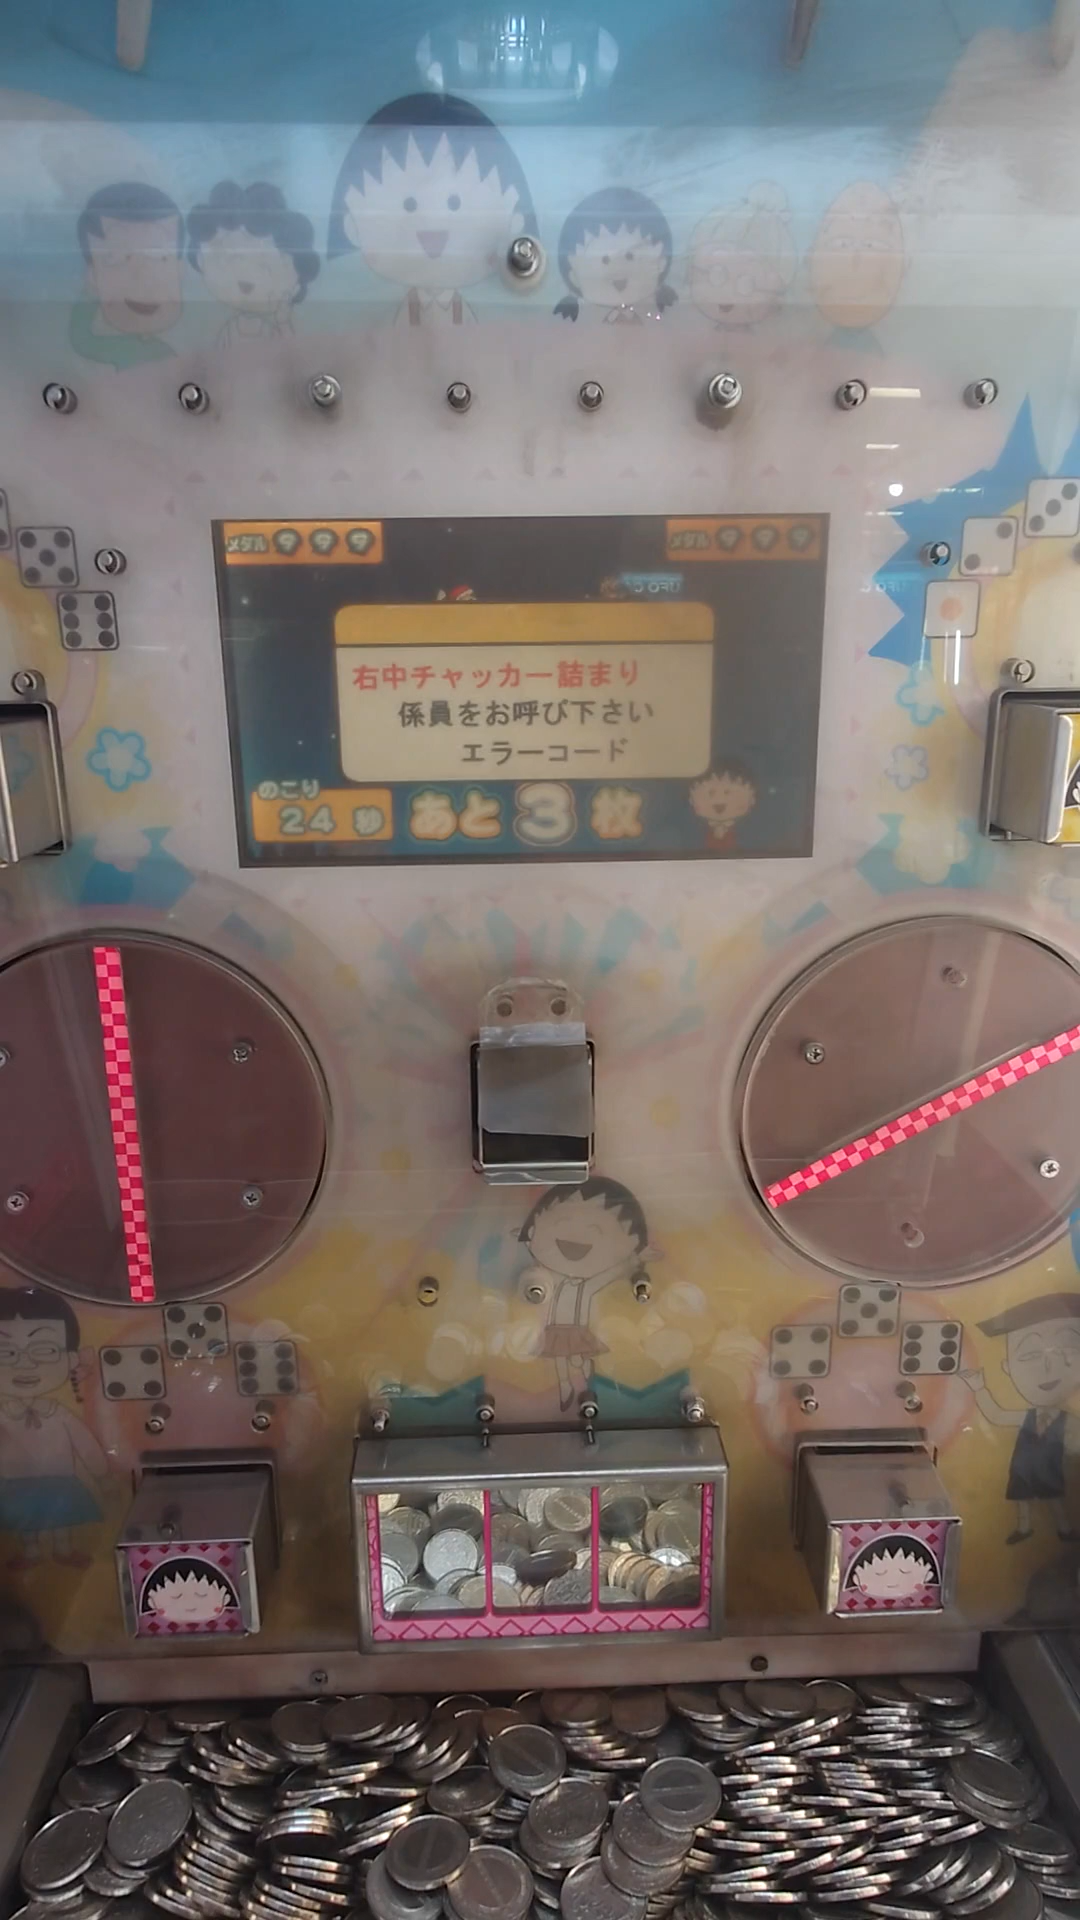 メダル 999
メダル 999
右中チャッカー詰まり
係員をお呼び下さい
エラーコード
のこり
24 秒
あと3枚